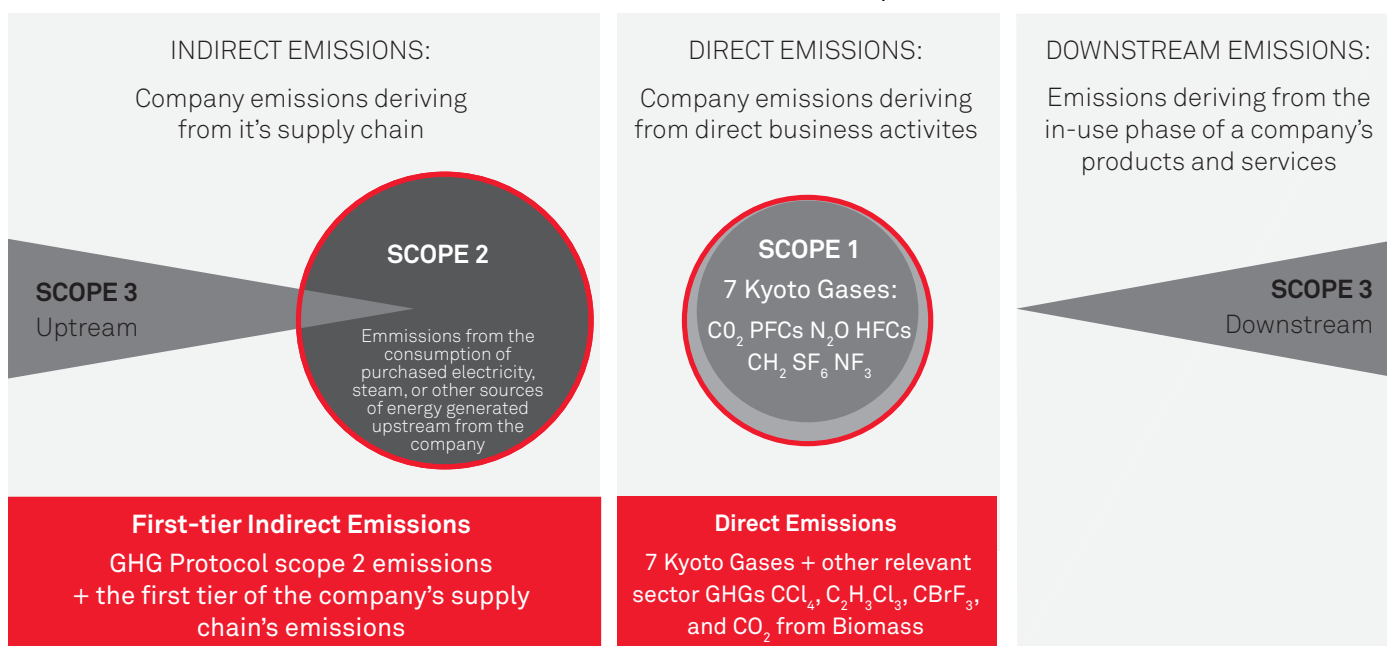 INDIRECT EMISSIONS:
Company emissions deriving
from it's supply chain
SCOPE 3
Uptream
SCOPE 2
Emmissions from the
consumption of
purchased electricity,
steam, or other sources
of energy generated
upstream from the
company
First-tier Indirect Emissions
GHG Protocol scope 2 emissions
+ the first tier of the company's supply
chain's emissions
DIRECT EMISSIONS:
Company emissions deriving
from direct business activites
SCOPE 1
7 Kyoto Gases:
CO₂ PFCs N₂O HFCs
CH₂ SF₆ NF₃
Direct Emissions
7 Kyoto Gases + other relevant
sector GHGs CCl₄, C₂H₃Cl₃, CBrF₃,
and CO₂ from Biomass
DOWNSTREAM EMISSIONS:
Emissions deriving from the
in-use phase of a company's
products and services
SCOPE 3
Downstream